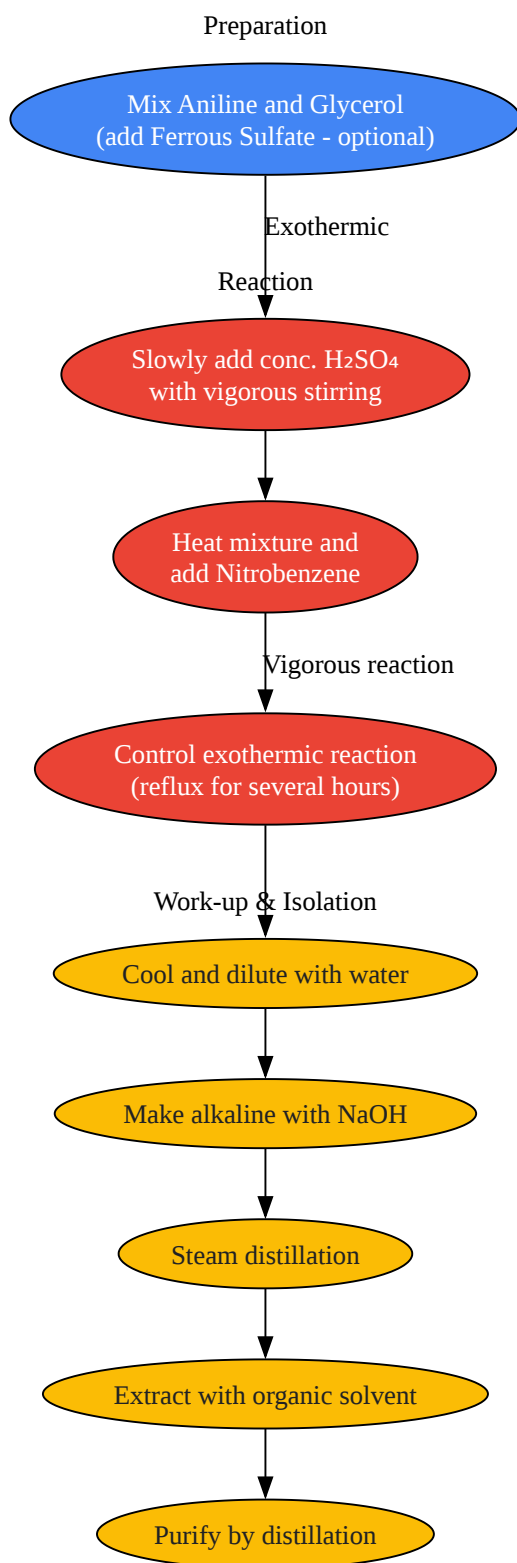 Preparation
Mix Aniline and Glycerol
(add Ferrous Sulfate - optional)
Exothermic
Reaction
Slowly add conc. H₂SO₄
with vigorous stirring
Heat mixture and
add Nitrobenzene
Vigorous reaction
Control exothermic reaction
(reflux for several hours)
Work-up & Isolation
Cool and dilute with water
Make alkaline with NaOH
Steam distillation
Extract with organic solvent
Purify by distillation